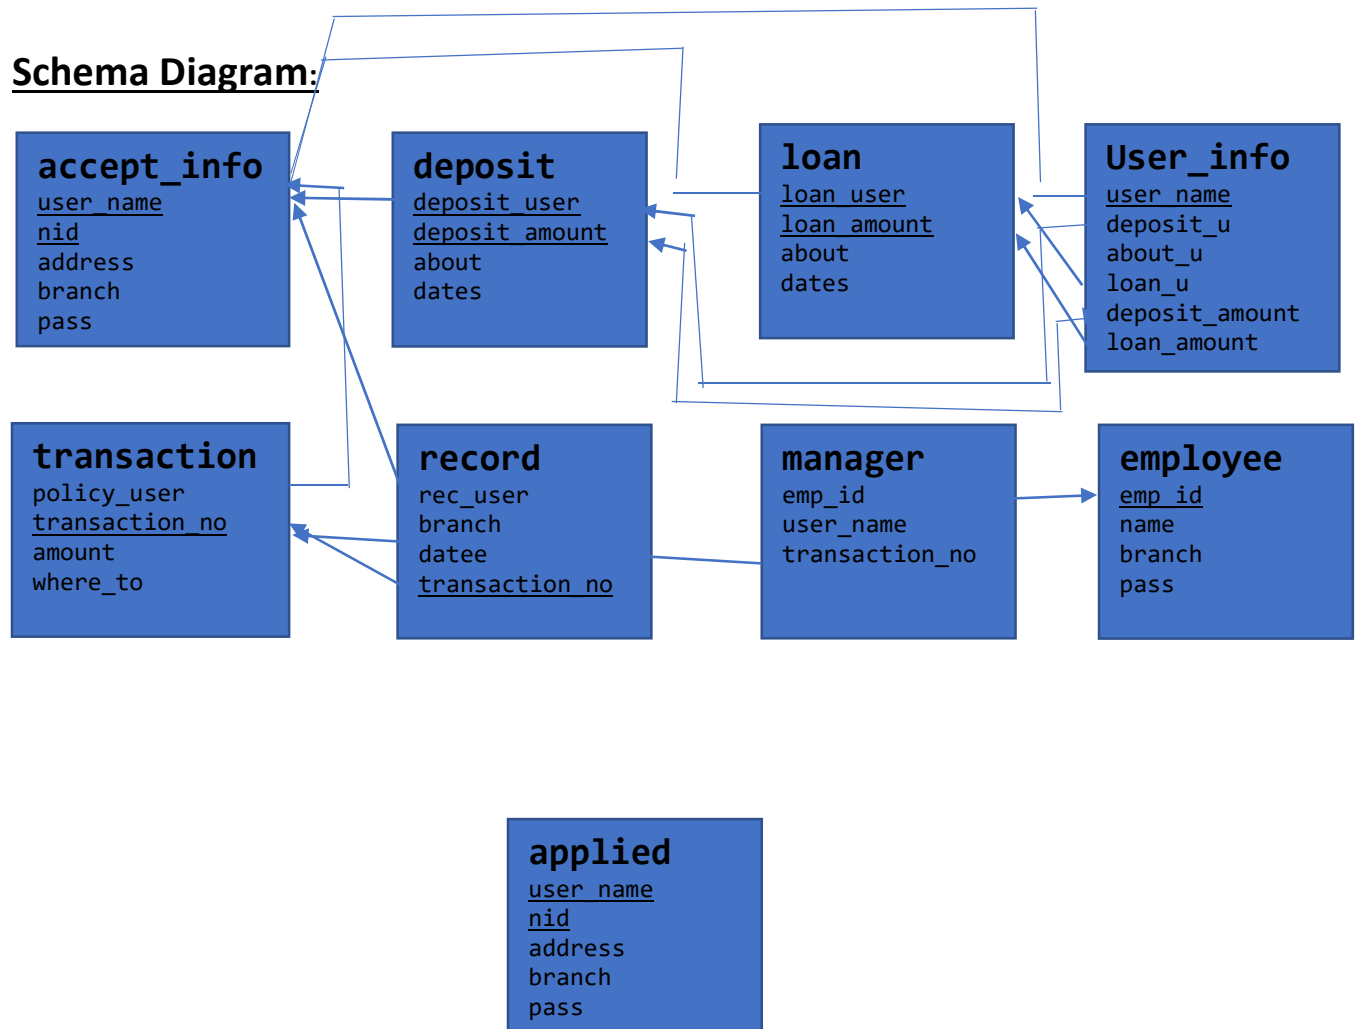 Schema Diagram:
accept_info
user_name
nid
address
branch
pass
deposit
deposit_user
deposit_amount
about
dates
loan
loan_user
loan_amount
about
dates
User_info
user_name
deposit_u
about_u
loan_u
deposit_amount
loan_amount
transaction
policy_user
transaction_no
amount
where_to
record
rec_user
branch
datee
transaction_no
manager
emp_id
user_name
transaction_no
employee
emp_id
name
branch
pass
applied
user_name
nid
address
branch
pass